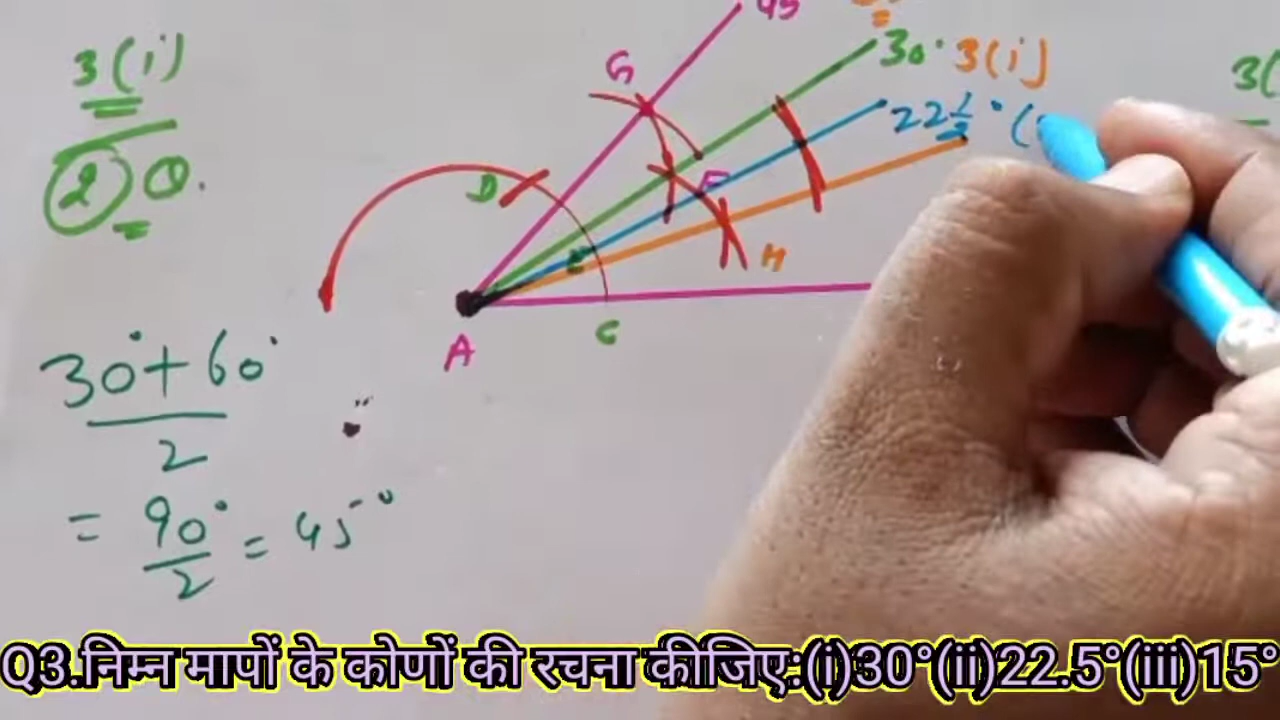 3(i)
2 Q.
45
30° 3(i)
22½° (
3(
G
D
F
E
H
A
C
30° + 60°
2
= 90° = 45°
2
Q3.निम्न मापों के कोणों की रचना कीजिए:(i)30°(ii)22.5°(iii)15°